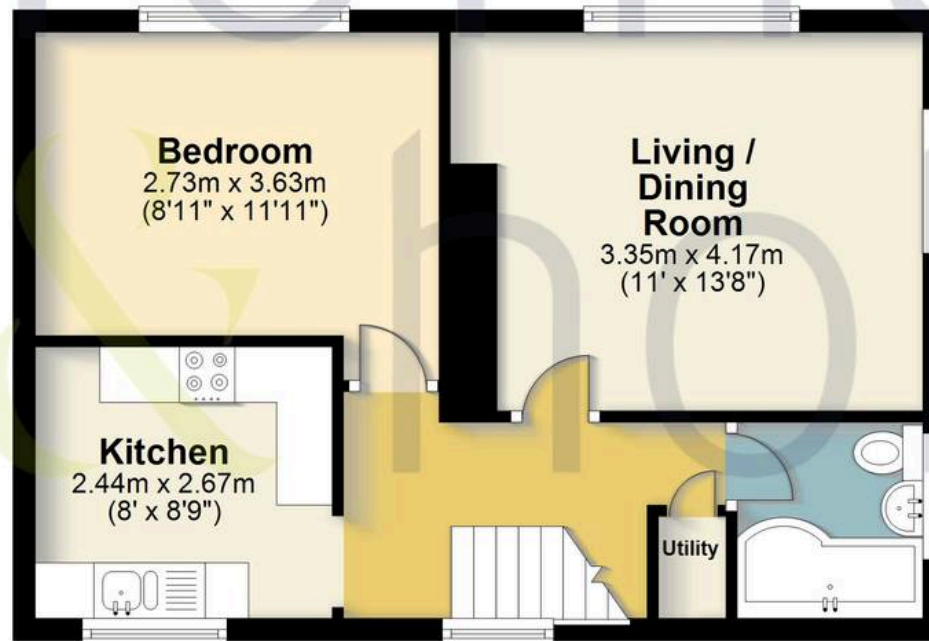 Bedroom
2.73m x 3.63m
(8'11" x 11'11")
Living /
Dining
Room
3.35m x 4.17m
(11' x 13'8")
Kitchen
2.44m x 2.67m
(8' x 8'9")
Utility
& ho